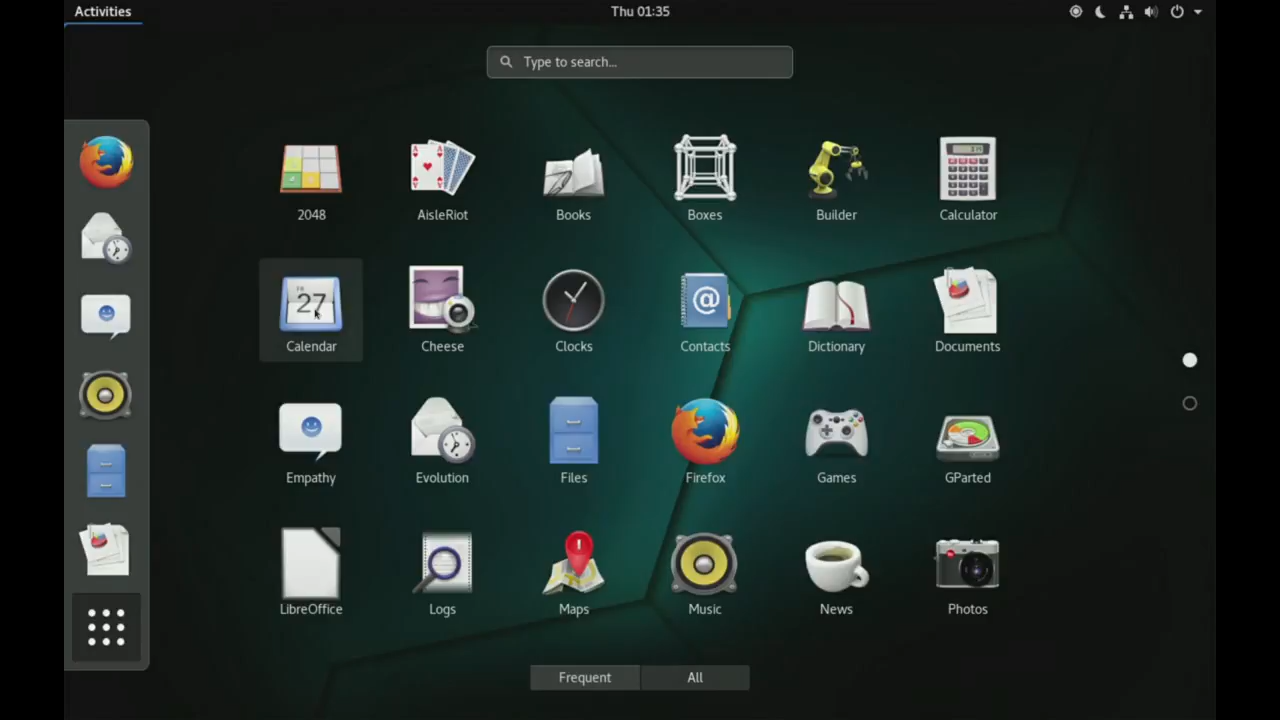 Activities
Thu 01:35
Type to search...
2048
AisleRiot
Books
Boxes
Builder
Calculator
27
Calendar
Cheese
Clocks
Contacts
Dictionary
Documents
Empathy
Evolution
Files
Firefox
Games
GParted
LibreOffice
Logs
Maps
Music
News
Photos
Frequent
All